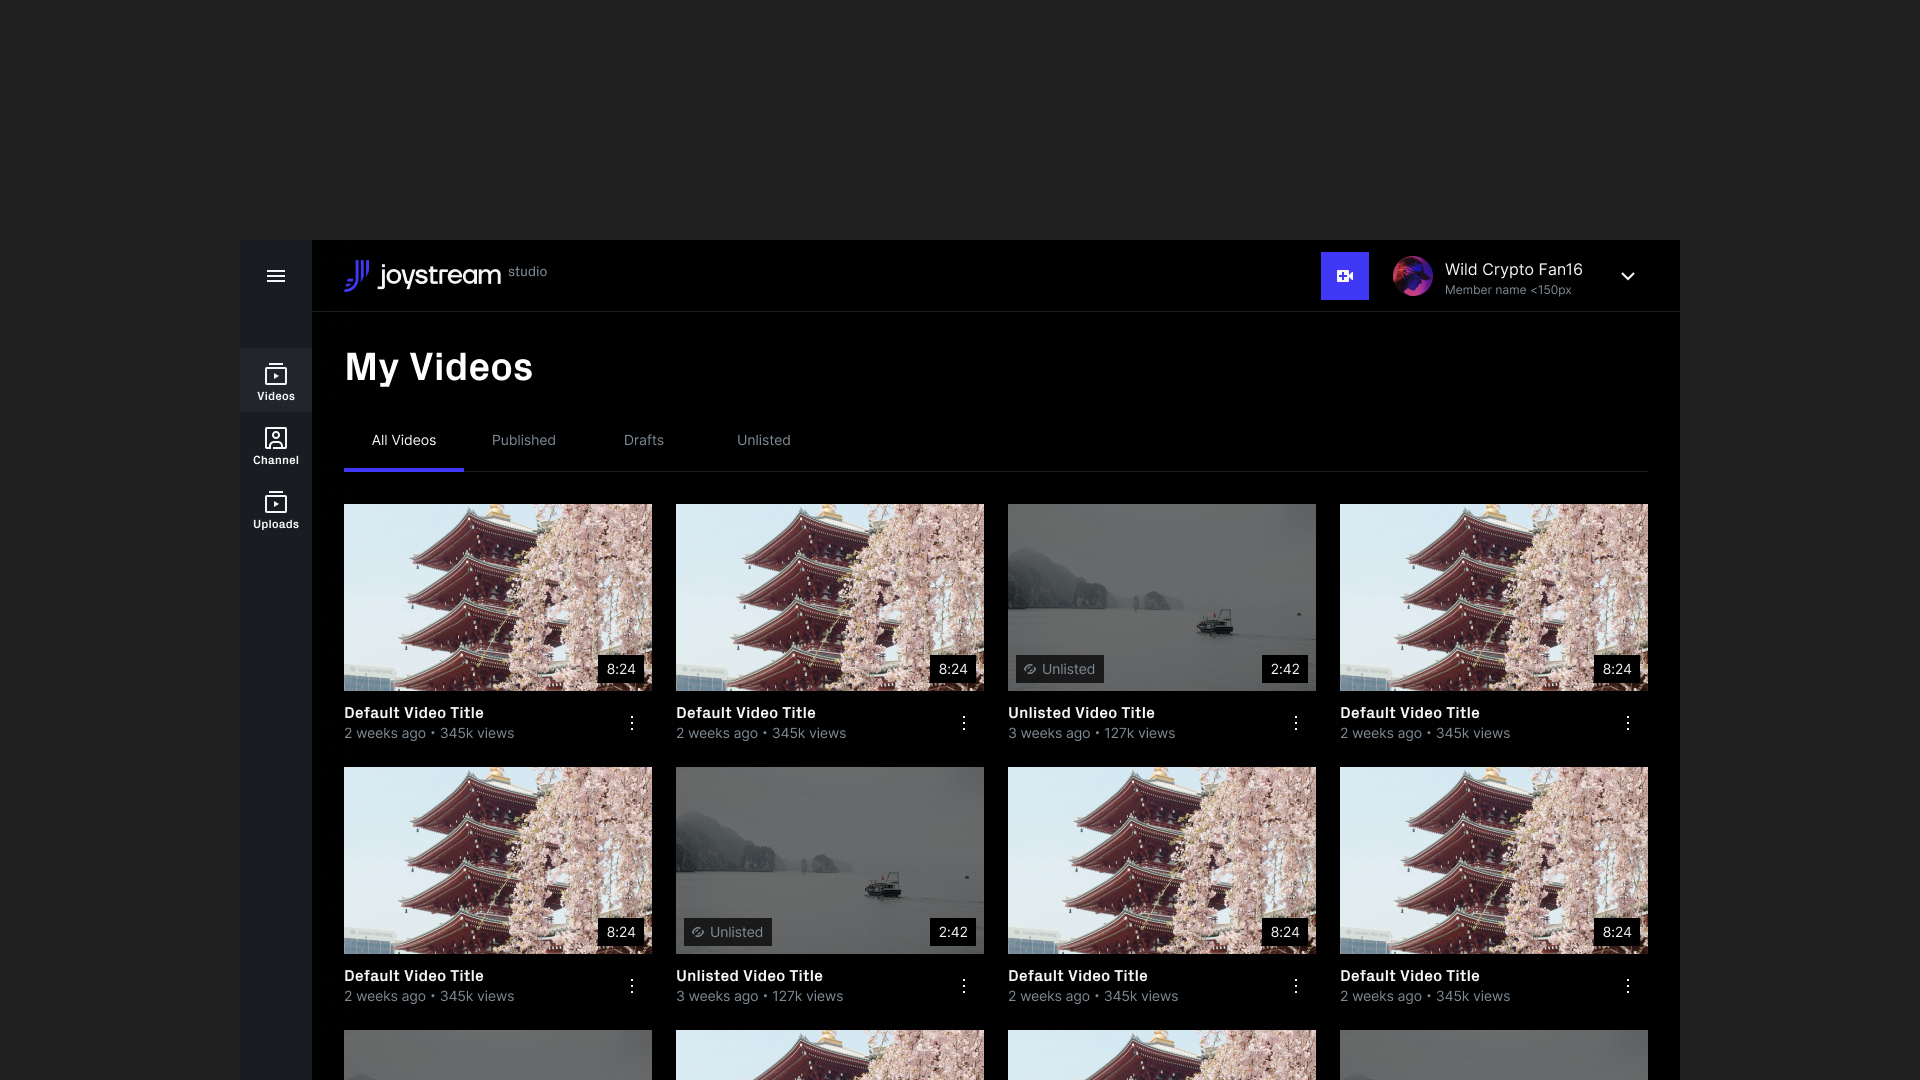 joystream studio
Wild Crypto Fan16
Member name <150px
My Videos
Videos
Channel
Uploads
All Videos
Published
Drafts
Unlisted
8:24
8:24
Unlisted
2:42
8:24
Default Video Title
2 weeks ago • 345k views
Default Video Title
2 weeks ago • 345k views
Unlisted Video Title
3 weeks ago • 127k views
Default Video Title
2 weeks ago • 345k views
8:24
Unlisted
2:42
8:24
8:24
Default Video Title
2 weeks ago • 345k views
Unlisted Video Title
3 weeks ago • 127k views
Default Video Title
2 weeks ago • 345k views
Default Video Title
2 weeks ago • 345k views